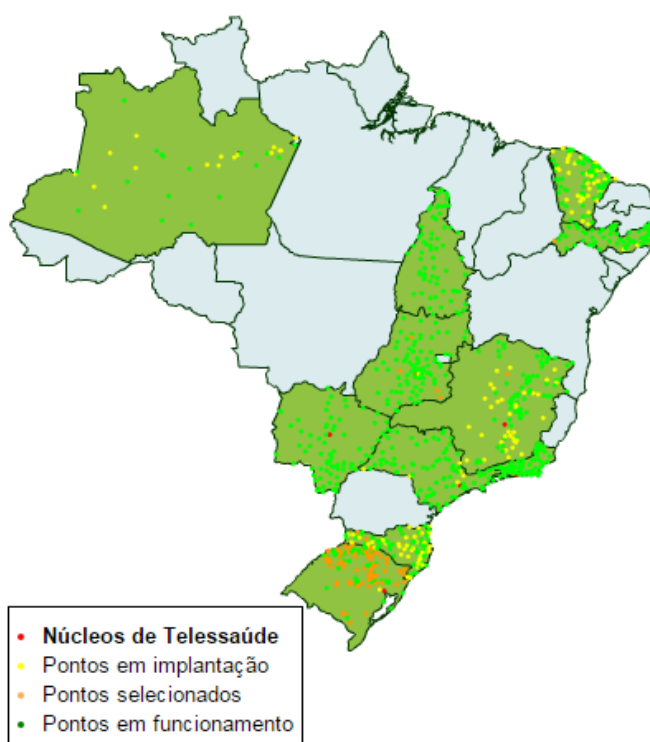 Núcleos de Telessaúde
Pontos em implantação
Pontos selecionados
Pontos em funcionamento